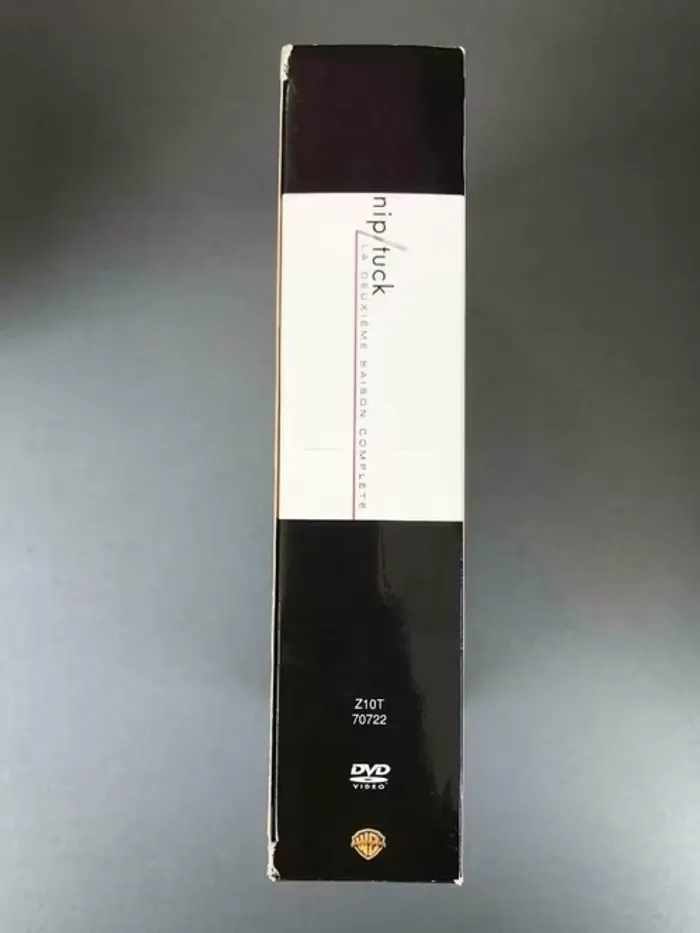 nip/tuck
LA DEUXIÈME SAISON COMPLÈTE
Z10T
70722
DVD
VIDEO